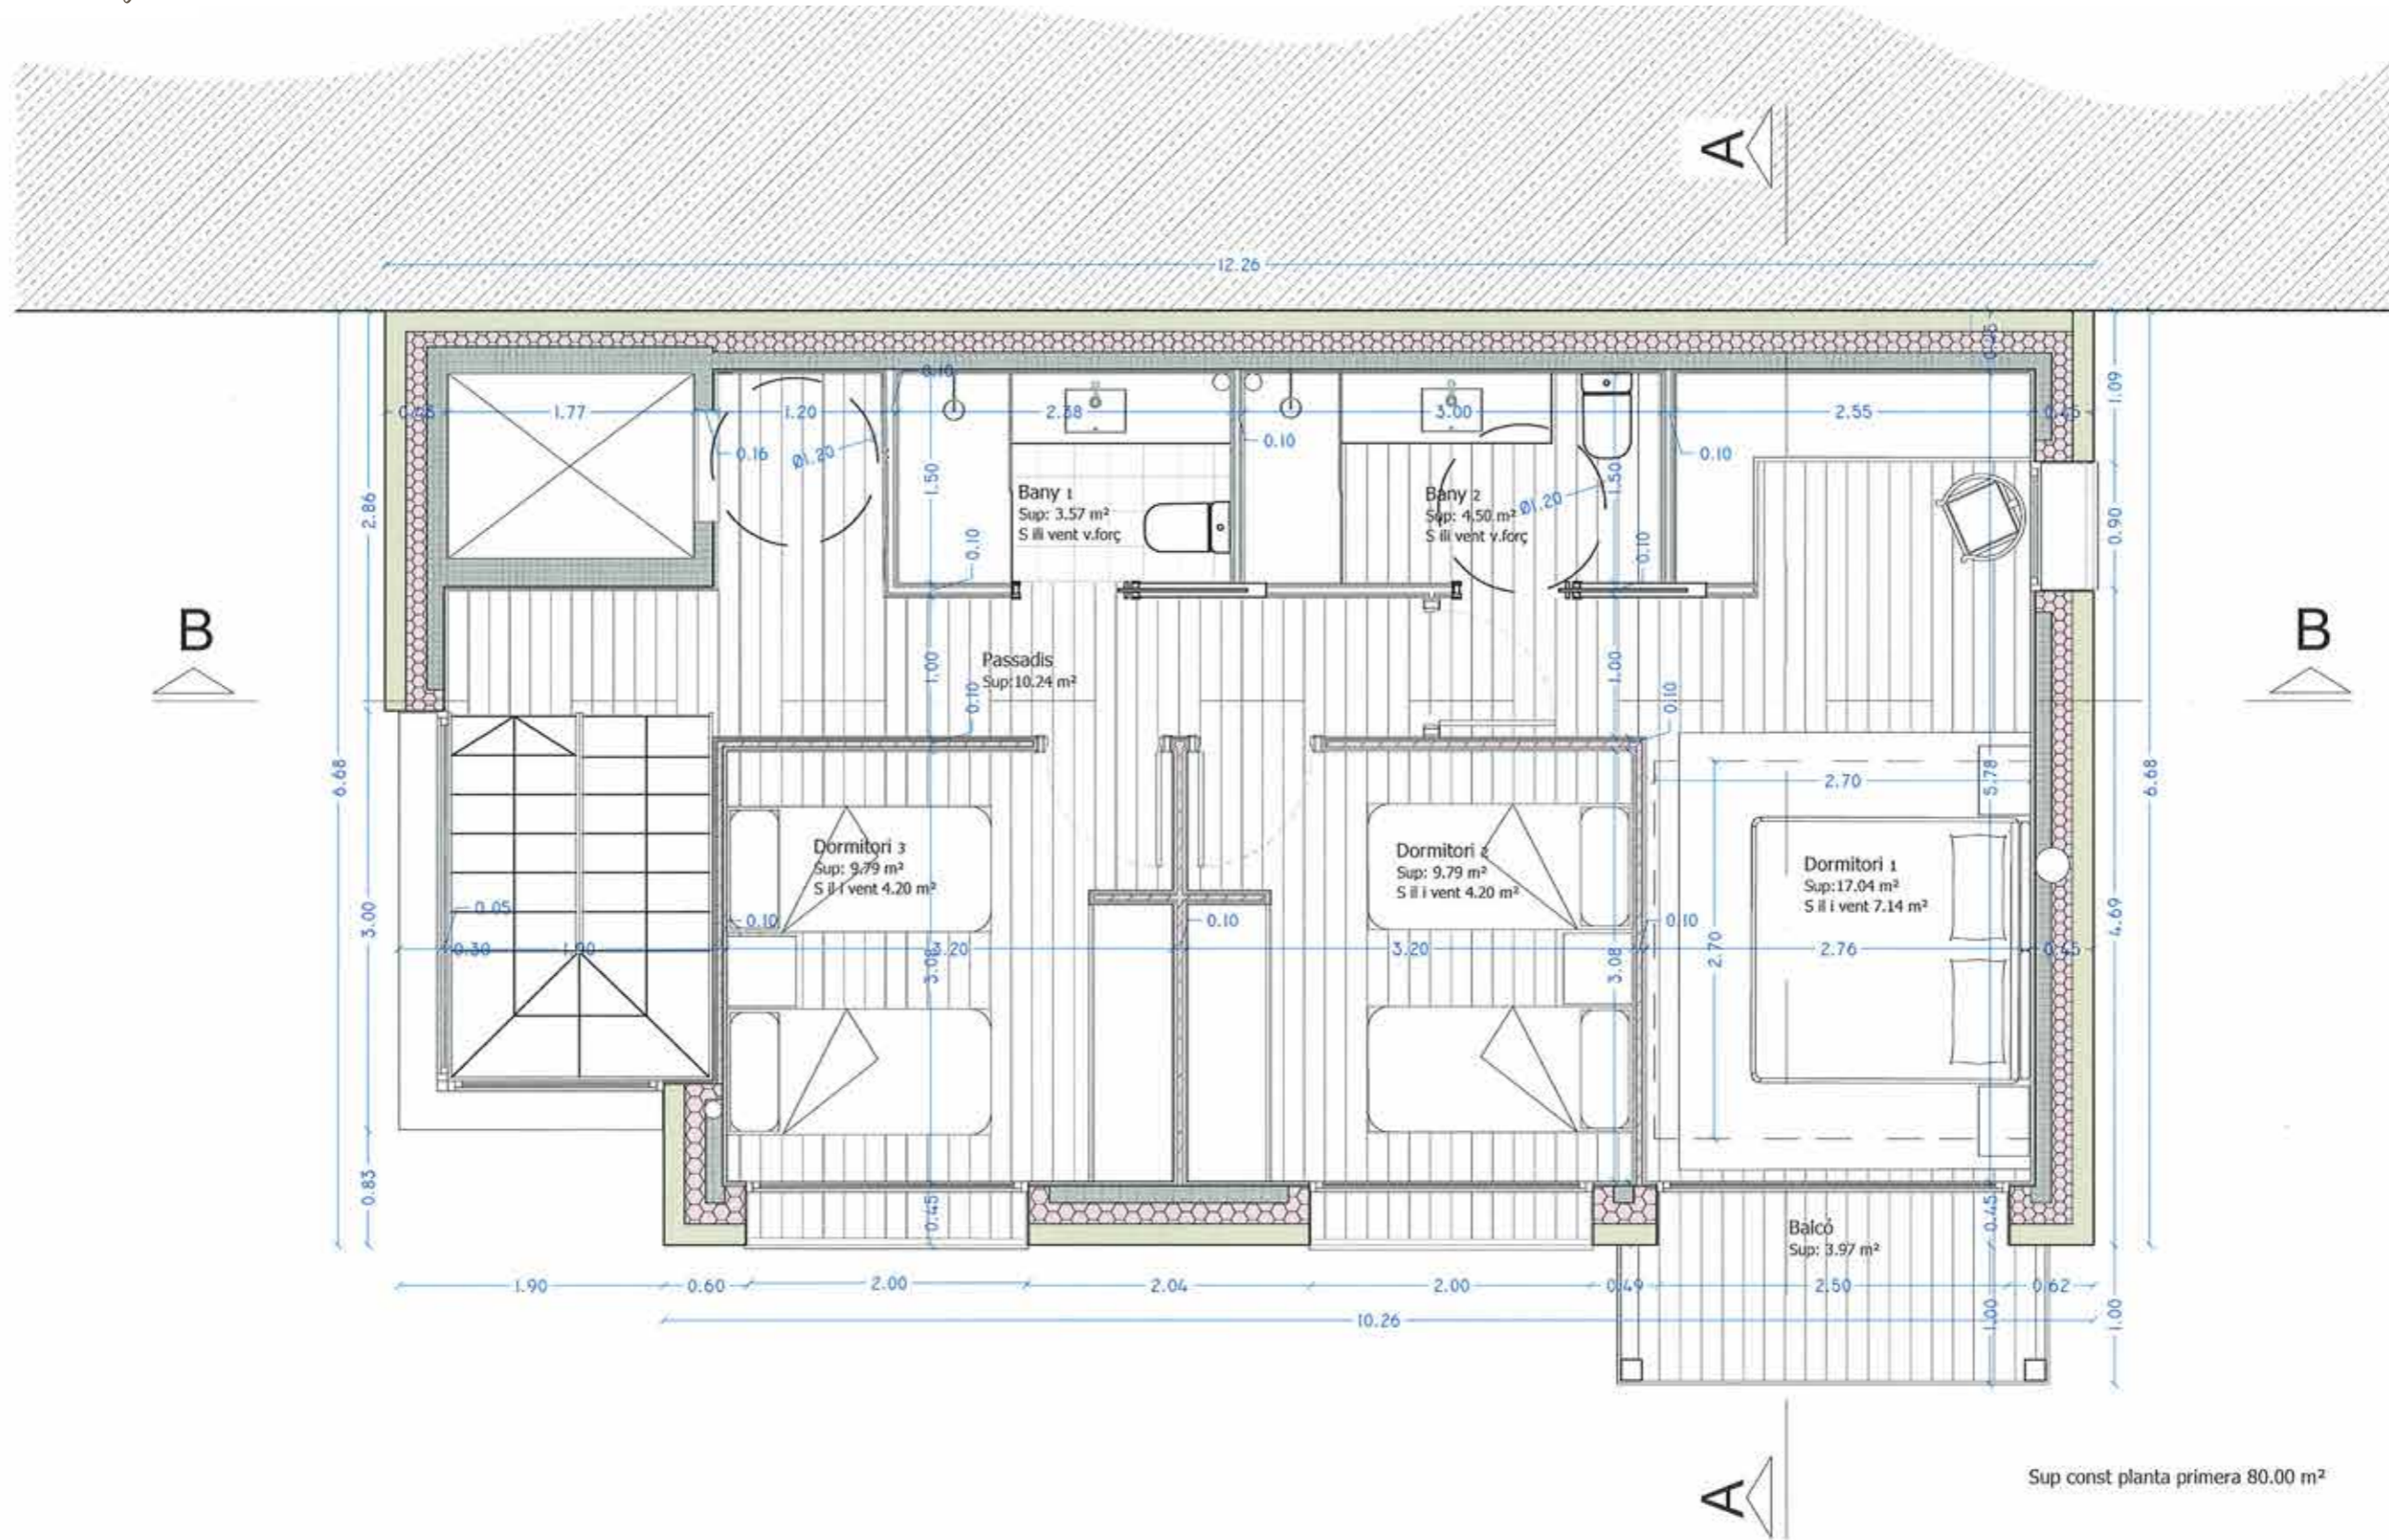 A
12.26
0.45
0.45
1.77
1.20
0.10
2.38
3.00
2.55
0.45
1.09
0.16
Ø1.20
0.10
0.10
1.50
Bany 1
Sup: 3.57 m²
S ili vent v.forç
Bany 2
Sup: 4.50 m²
S ili vent v.forç
Ø1.20
1.50
2.86
0.10
0.10
0.90
B
B
Passadis
Sup:10.24 m²
1.00
0.10
1.00
0.10
6.68
2.70
5.78
6.68
Dormitori 3
Sup: 9.79 m²
S il i vent 4.20 m²
Dormitori 2
Sup: 9.79 m²
S il i vent 4.20 m²
Dormitori 1
Sup:17.04 m²
S il i vent 7.14 m²
3.00
0.05
0.10
0.10
0.10
4.69
0.30
1.90
3.20
3.08
3.20
3.08
2.70
2.76
0.45
0.83
0.45
0.45
Balcó
Sup: 3.97 m²
1.90
0.60
2.00
2.04
2.00
0.49
2.50
0.62
10.26
1.00
1.00
A
Sup const planta primera 80.00 m²